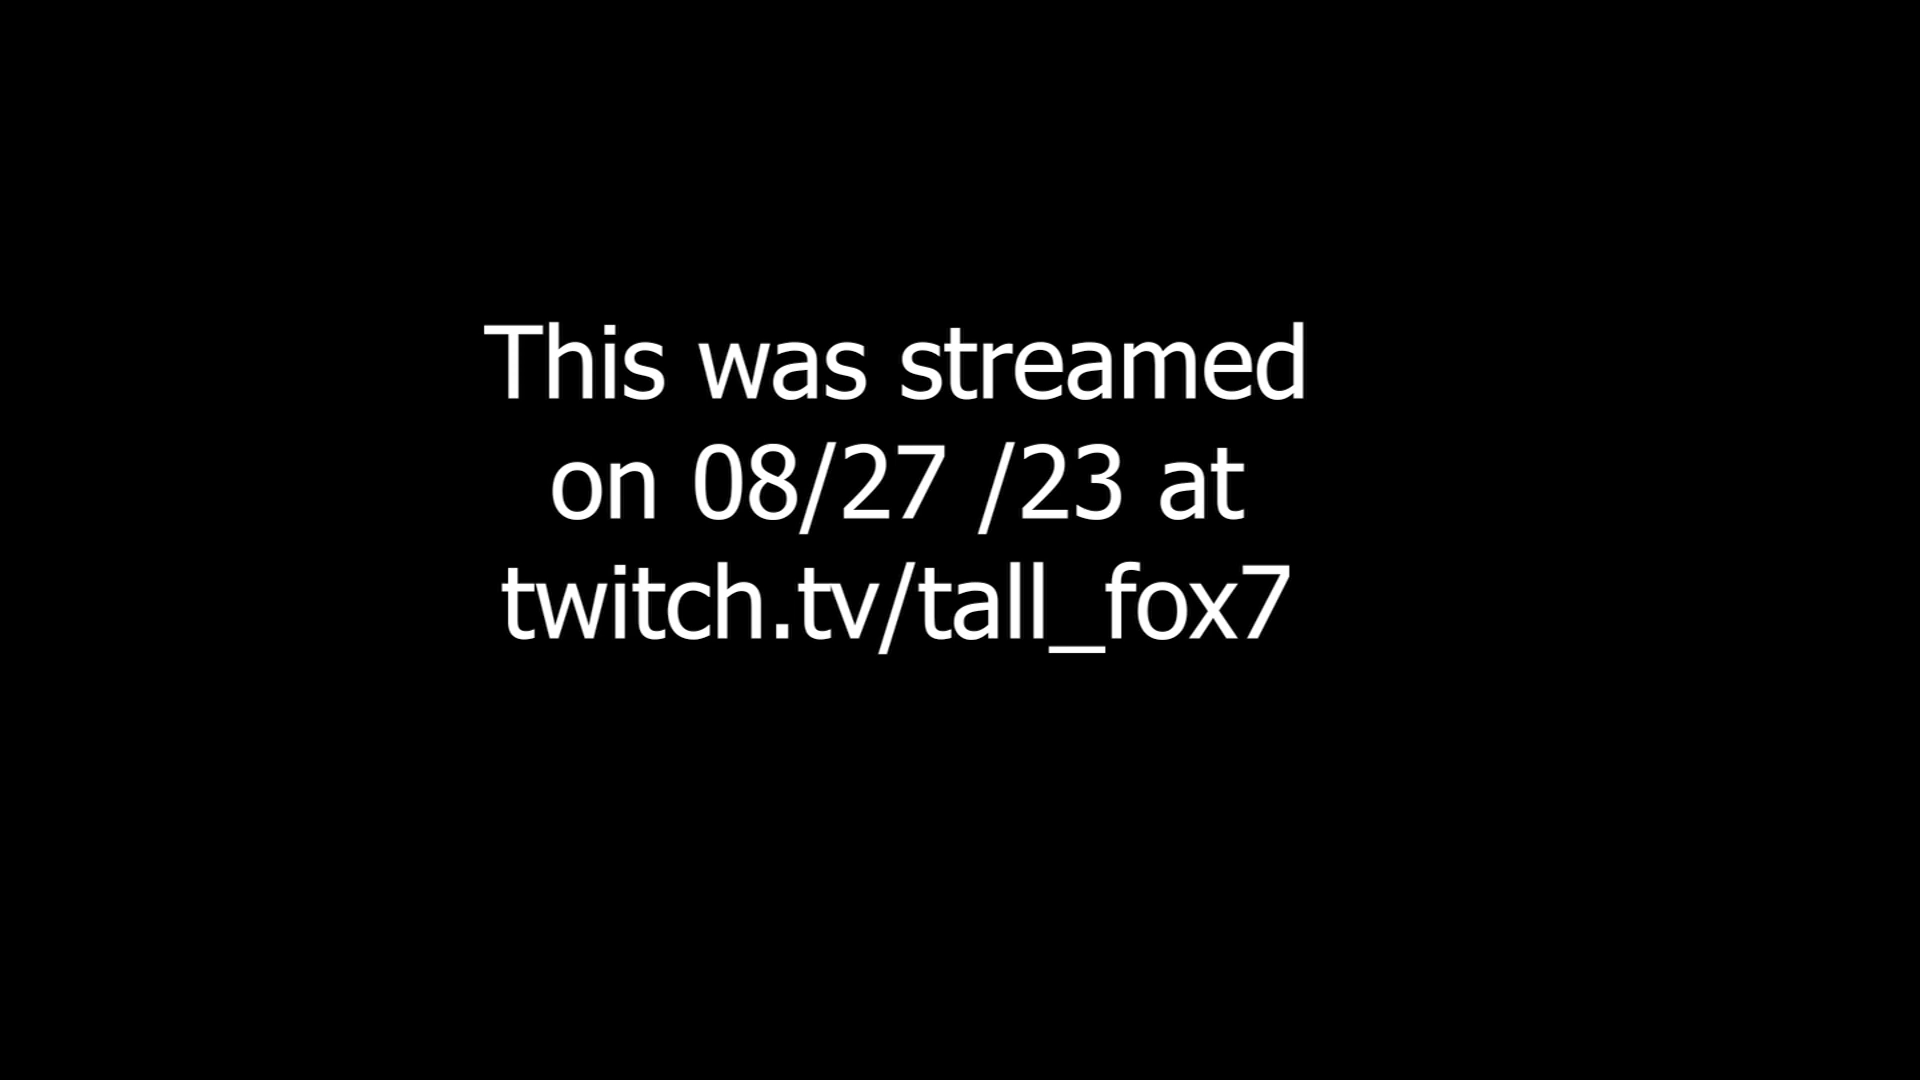 This was streamed
on 08/27 /23 at
twitch.tv/tall_fox7